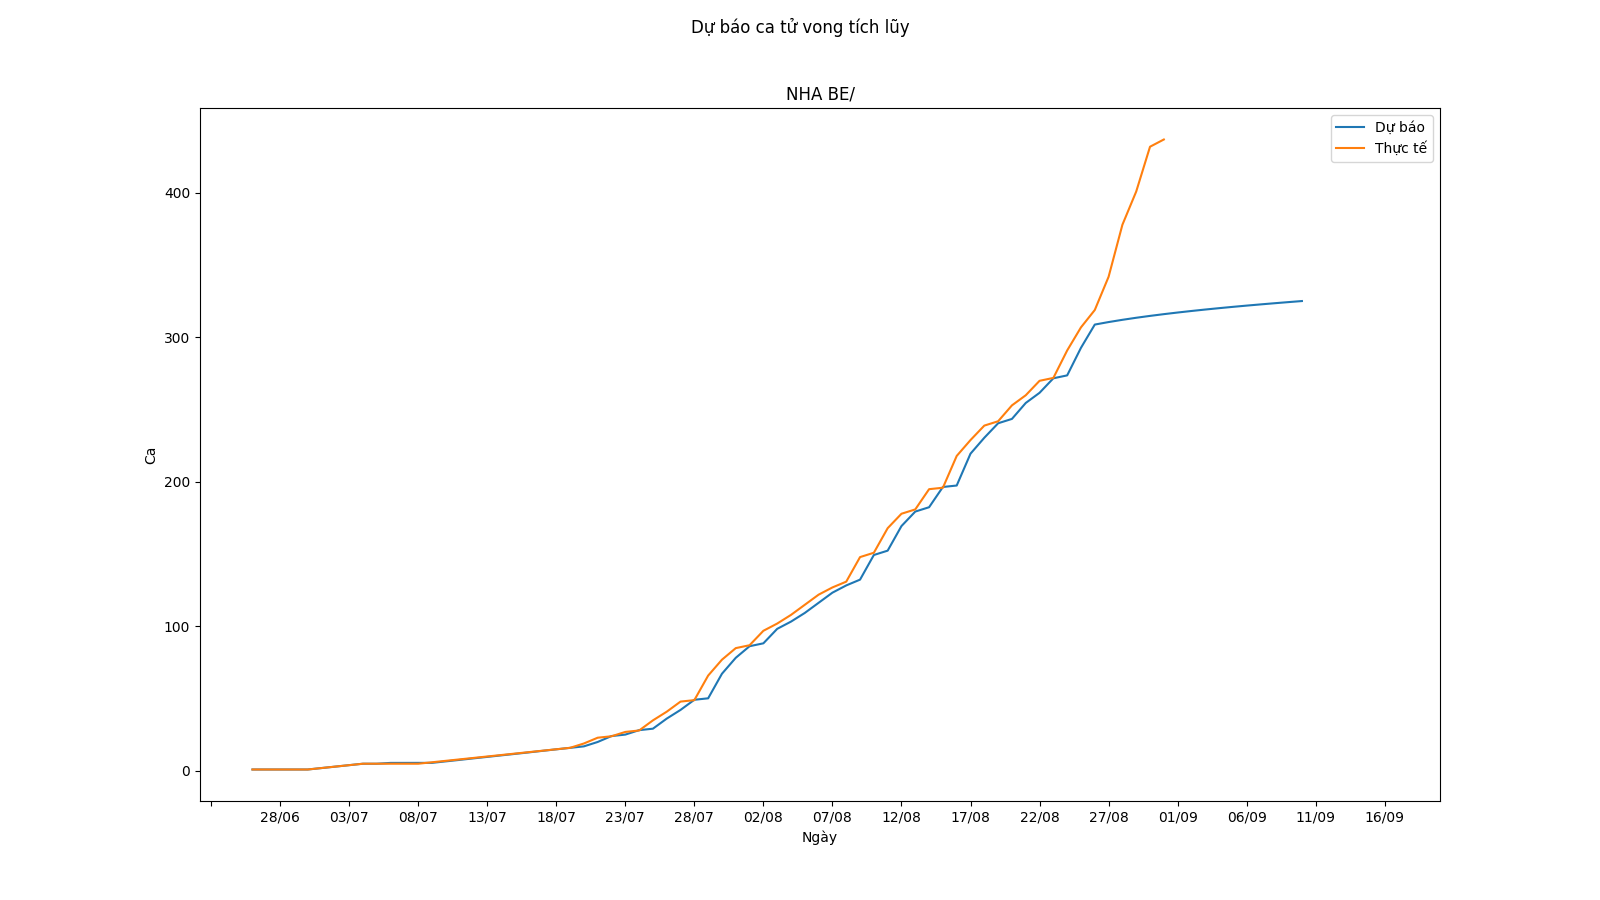 Dự báo ca tử vong tích lũy
NHA BE/
Dự báo
Thực tế
400
300
200
100
0
Ca
28/06 03/07 08/07 13/07 18/07 23/07 28/07 02/08 07/08 12/08 17/08 22/08 27/08 01/09 06/09 11/09 16/09
Ngày